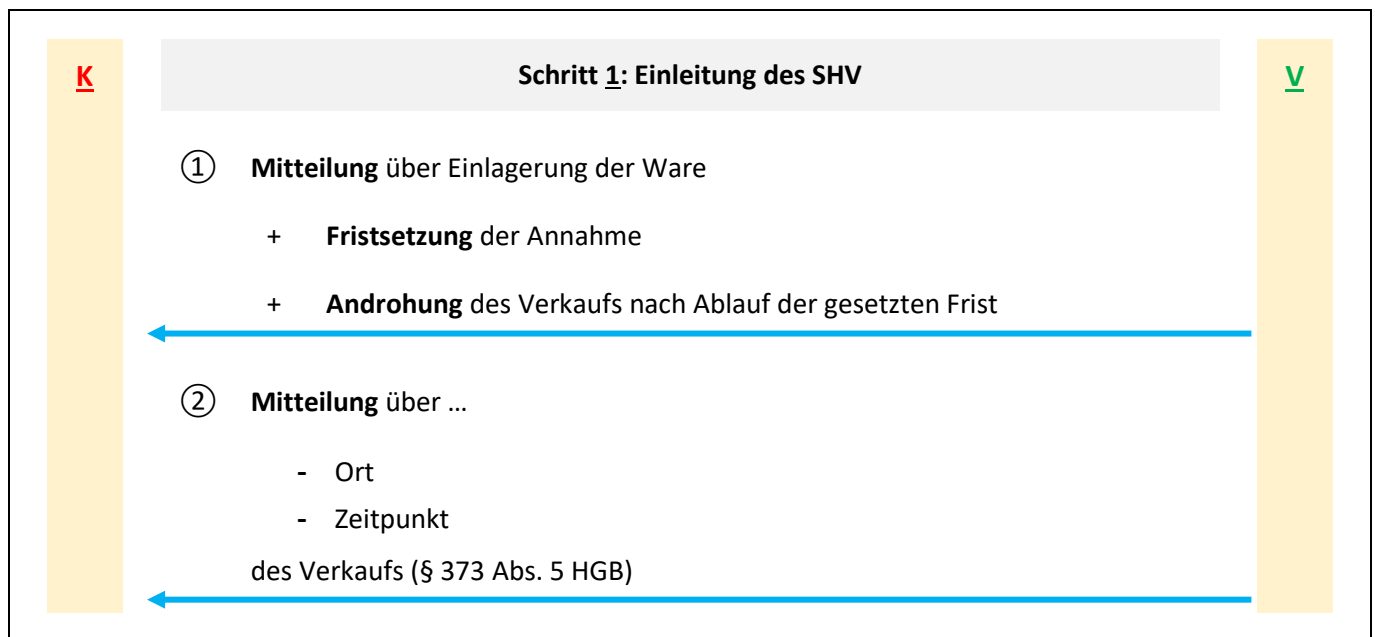 K
Schritt 1: Einleitung des SHV
V
① Mitteilung über Einlagerung der Ware
+ Fristsetzung der Annahme
+ Androhung des Verkaufs nach Ablauf der gesetzten Frist
② Mitteilung über …
- Ort
- Zeitpunkt
des Verkaufs (§ 373 Abs. 5 HGB)